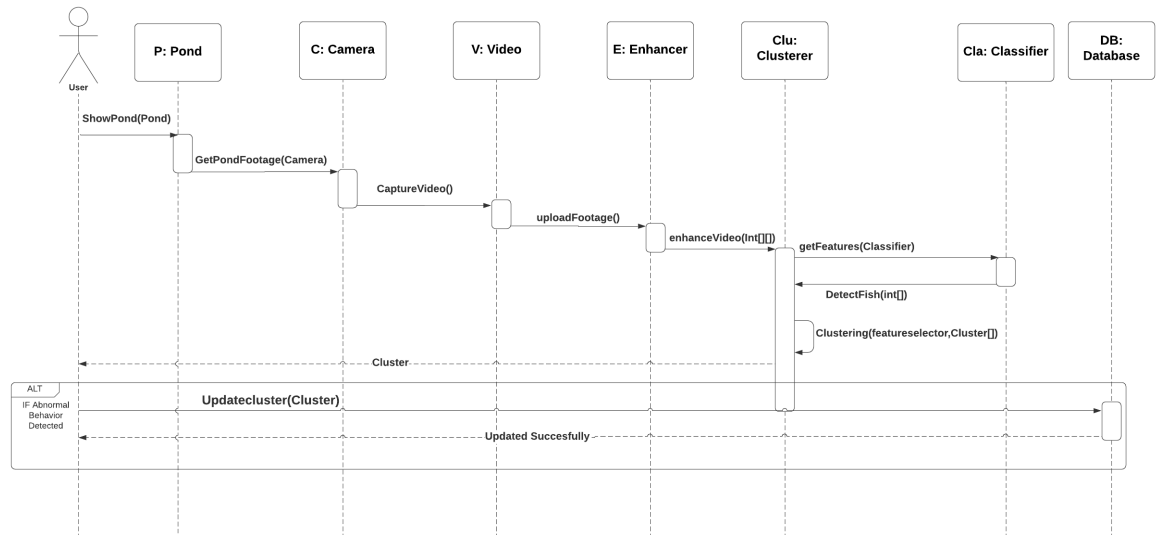 User
P: Pond
C: Camera
V: Video
E: Enhancer
Clu:
Clusterer
Cla: Classifier
DB:
Database
ShowPond(Pond)
GetPondFootage(Camera)
CaptureVideo()
uploadFootage()
enhanceVideo(Int[][])
getFeatures(Classifier)
DetectFish(int[])
Clustering(featureselector,Cluster[])
Cluster
ALT
IF Abnormal
Behavior
Detected
Updatecluster(Cluster)
Updated Succesfully